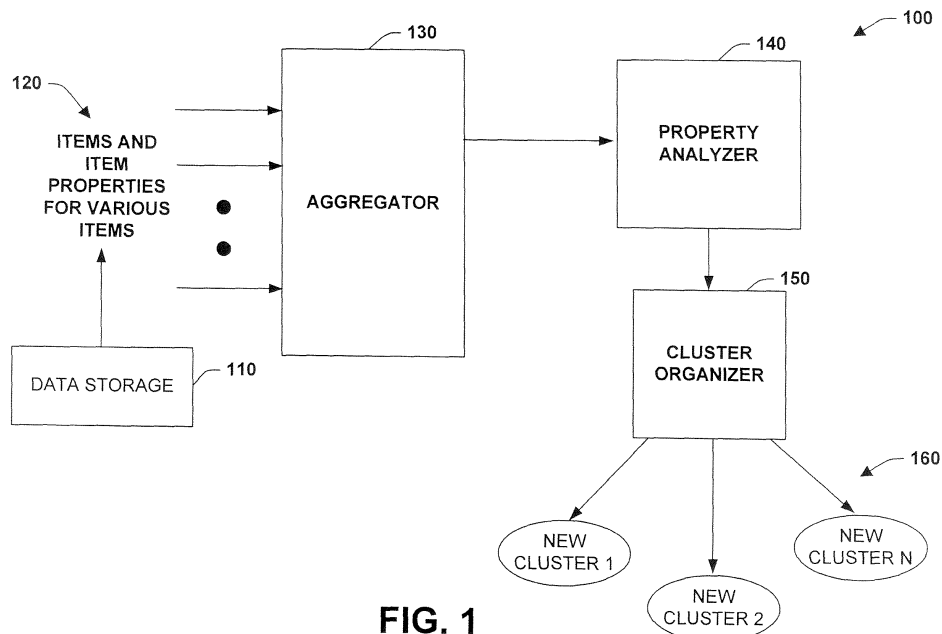 100
130
140
120
ITEMS AND
ITEM
PROPERTIES
FOR VARIOUS
ITEMS
AGGREGATOR
PROPERTY
ANALYZER
150
CLUSTER
ORGANIZER
DATA STORAGE
110
160
NEW
CLUSTER 1
NEW
CLUSTER 2
NEW
CLUSTER N
FIG. 1